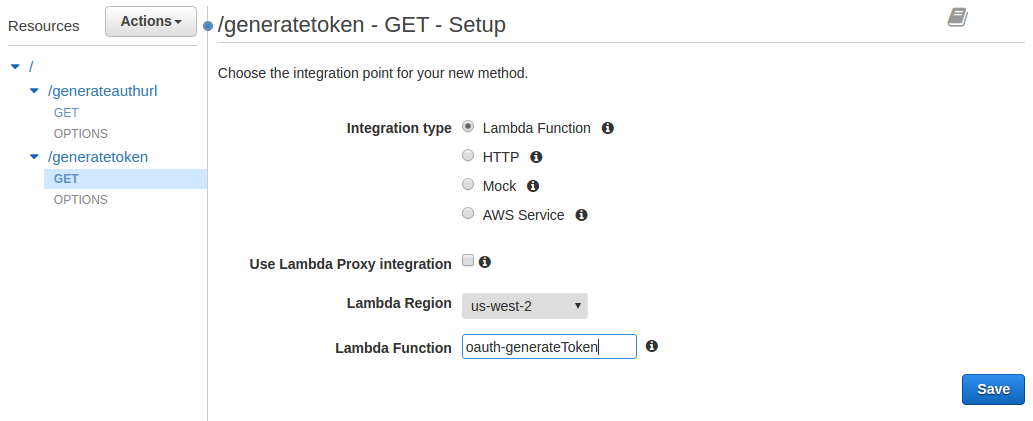 Resources
Actions
/
/generateauthurl
GET
OPTIONS
/generatetoken
GET
OPTIONS
/generatetoken - GET - Setup
Choose the integration point for your new method.
Integration type
Lambda Function
HTTP
Mock
AWS Service
Use Lambda Proxy integration
Lambda Region us-west-2
Lambda Function oauth-generateToken
Save